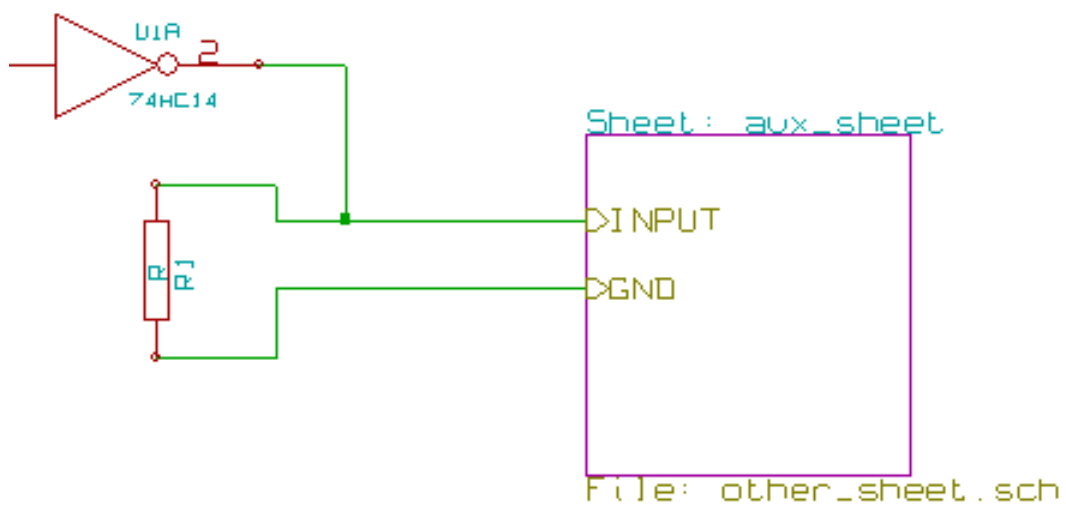 U1A
2
74HC14
Sheet: aux_sheet
INPUT
R
R1
GND
File: other_sheet.sch